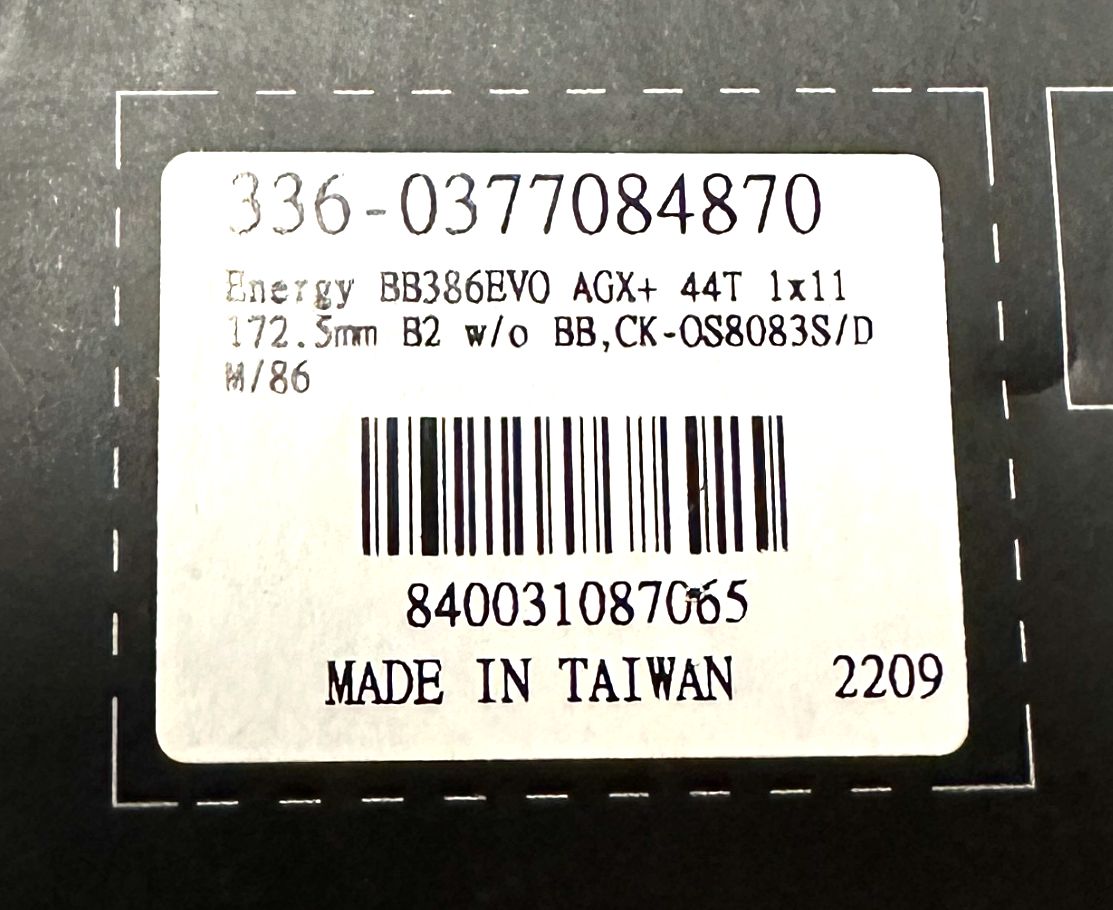 336-0377084870
Energy BB386EVO AGX+ 44T 1x11
172.5mm B2 w/o BB,CK-OS8083S/D
M/86
840031087065
MADE IN TAIWAN 2209